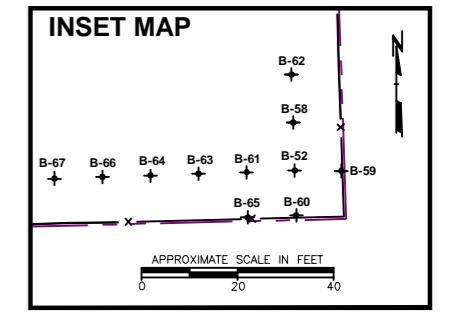 INSET MAP
N
B-62
B-58
B-67 B-66 B-64 B-63 B-61 B-52
B-59
B-65 B-60
APPROXIMATE SCALE IN FEET
0 20 40